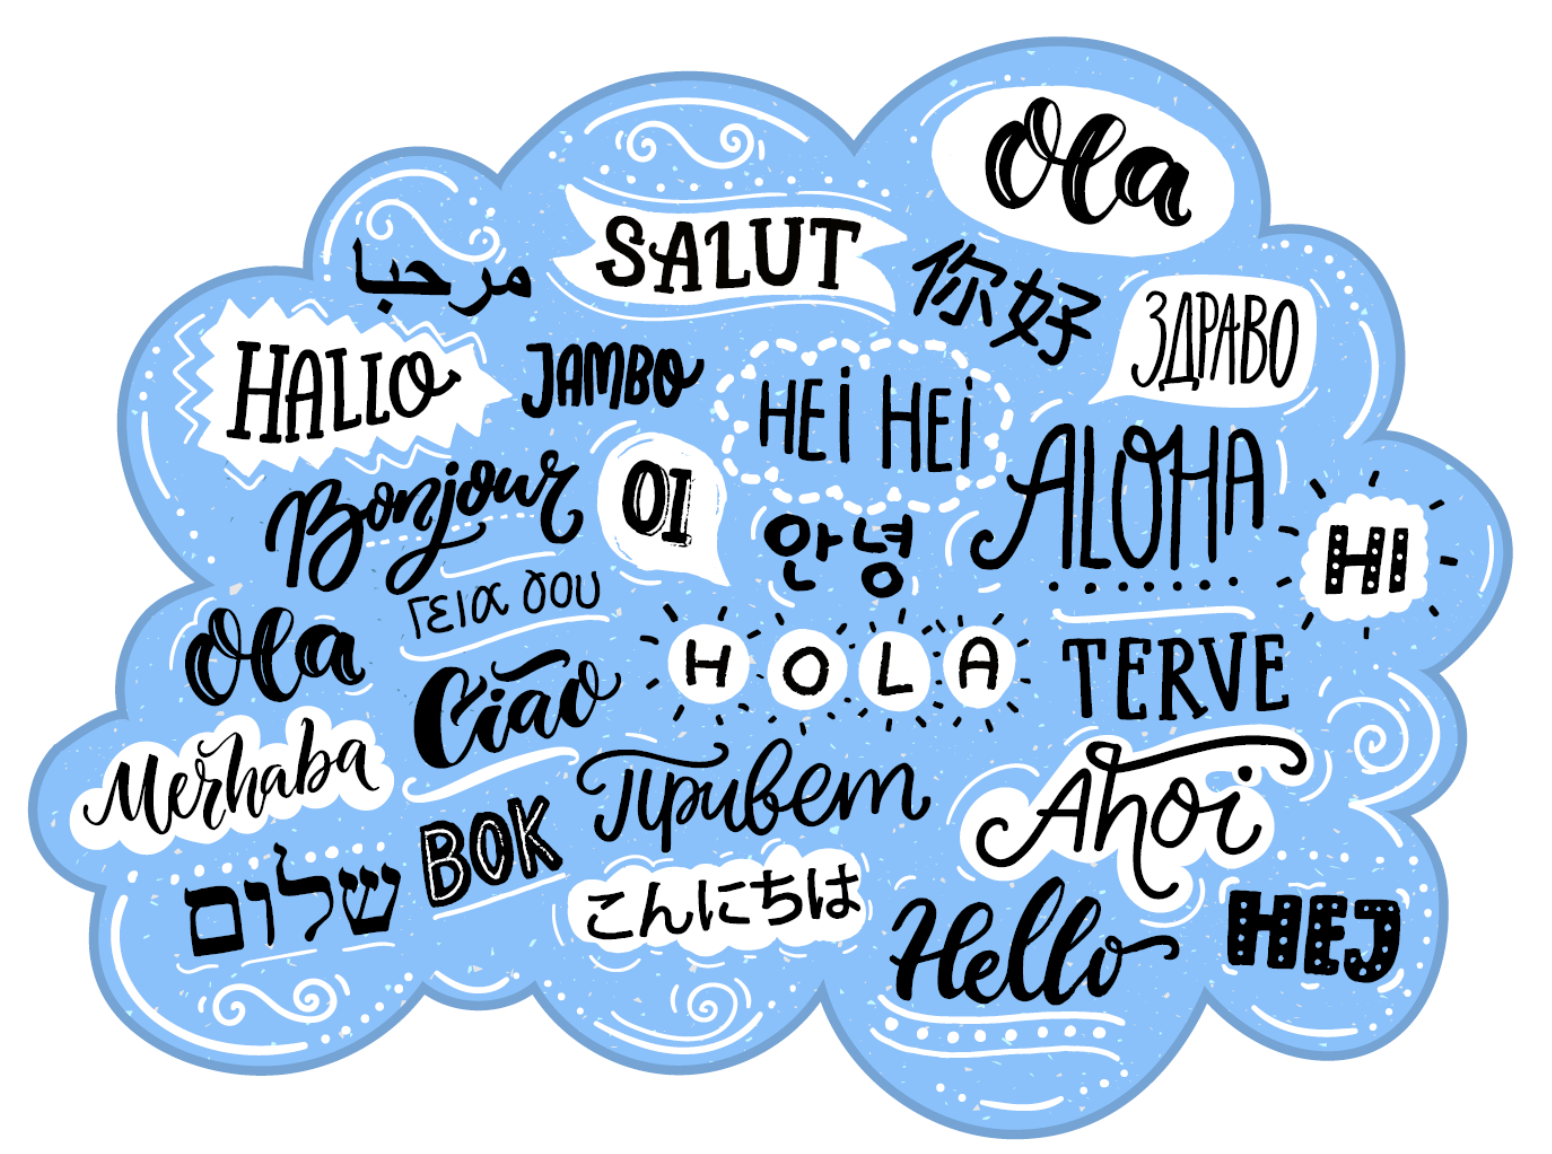 Ola
SALUT
مرحبا
你好
ЗДРАВО
HALLO
JAMBO
HEi HEi
ALOHA
Bonjour
OI
안녕
HI
Γεια σου
Ola
Ciao
HOLA
TERVE
Merhaba
Привет
Ahoi
BOK
שלום
こんにちは
Hello
HEJ